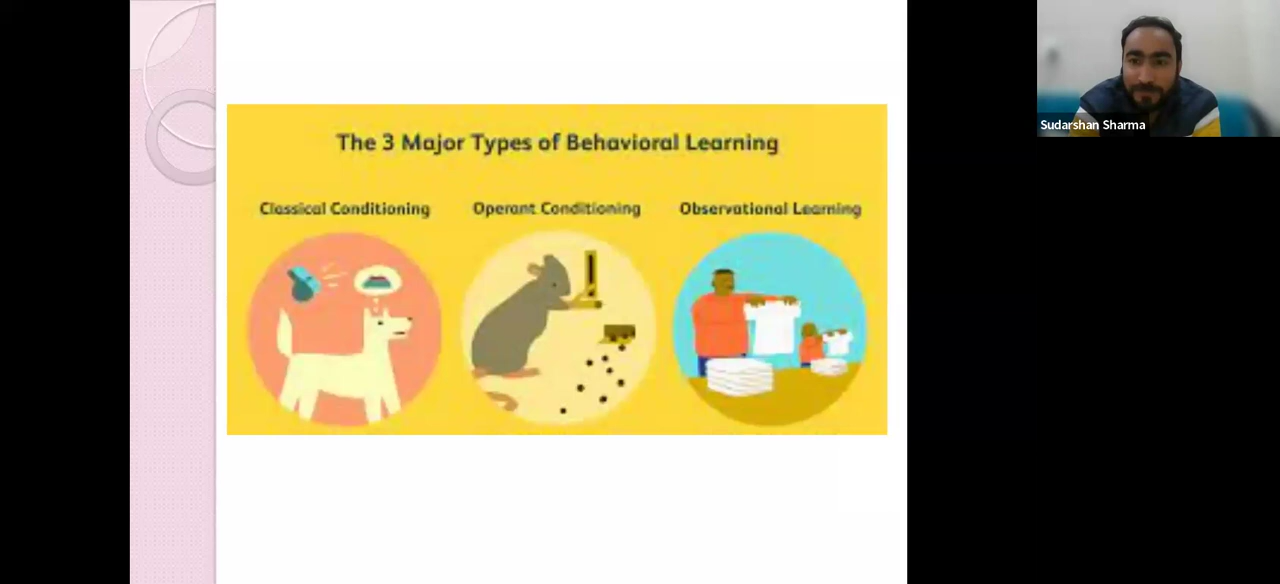 The 3 Major Types of Behavioral Learning
Classical Conditioning
Operant Conditioning
Observational Learning
Sudarshan Sharma